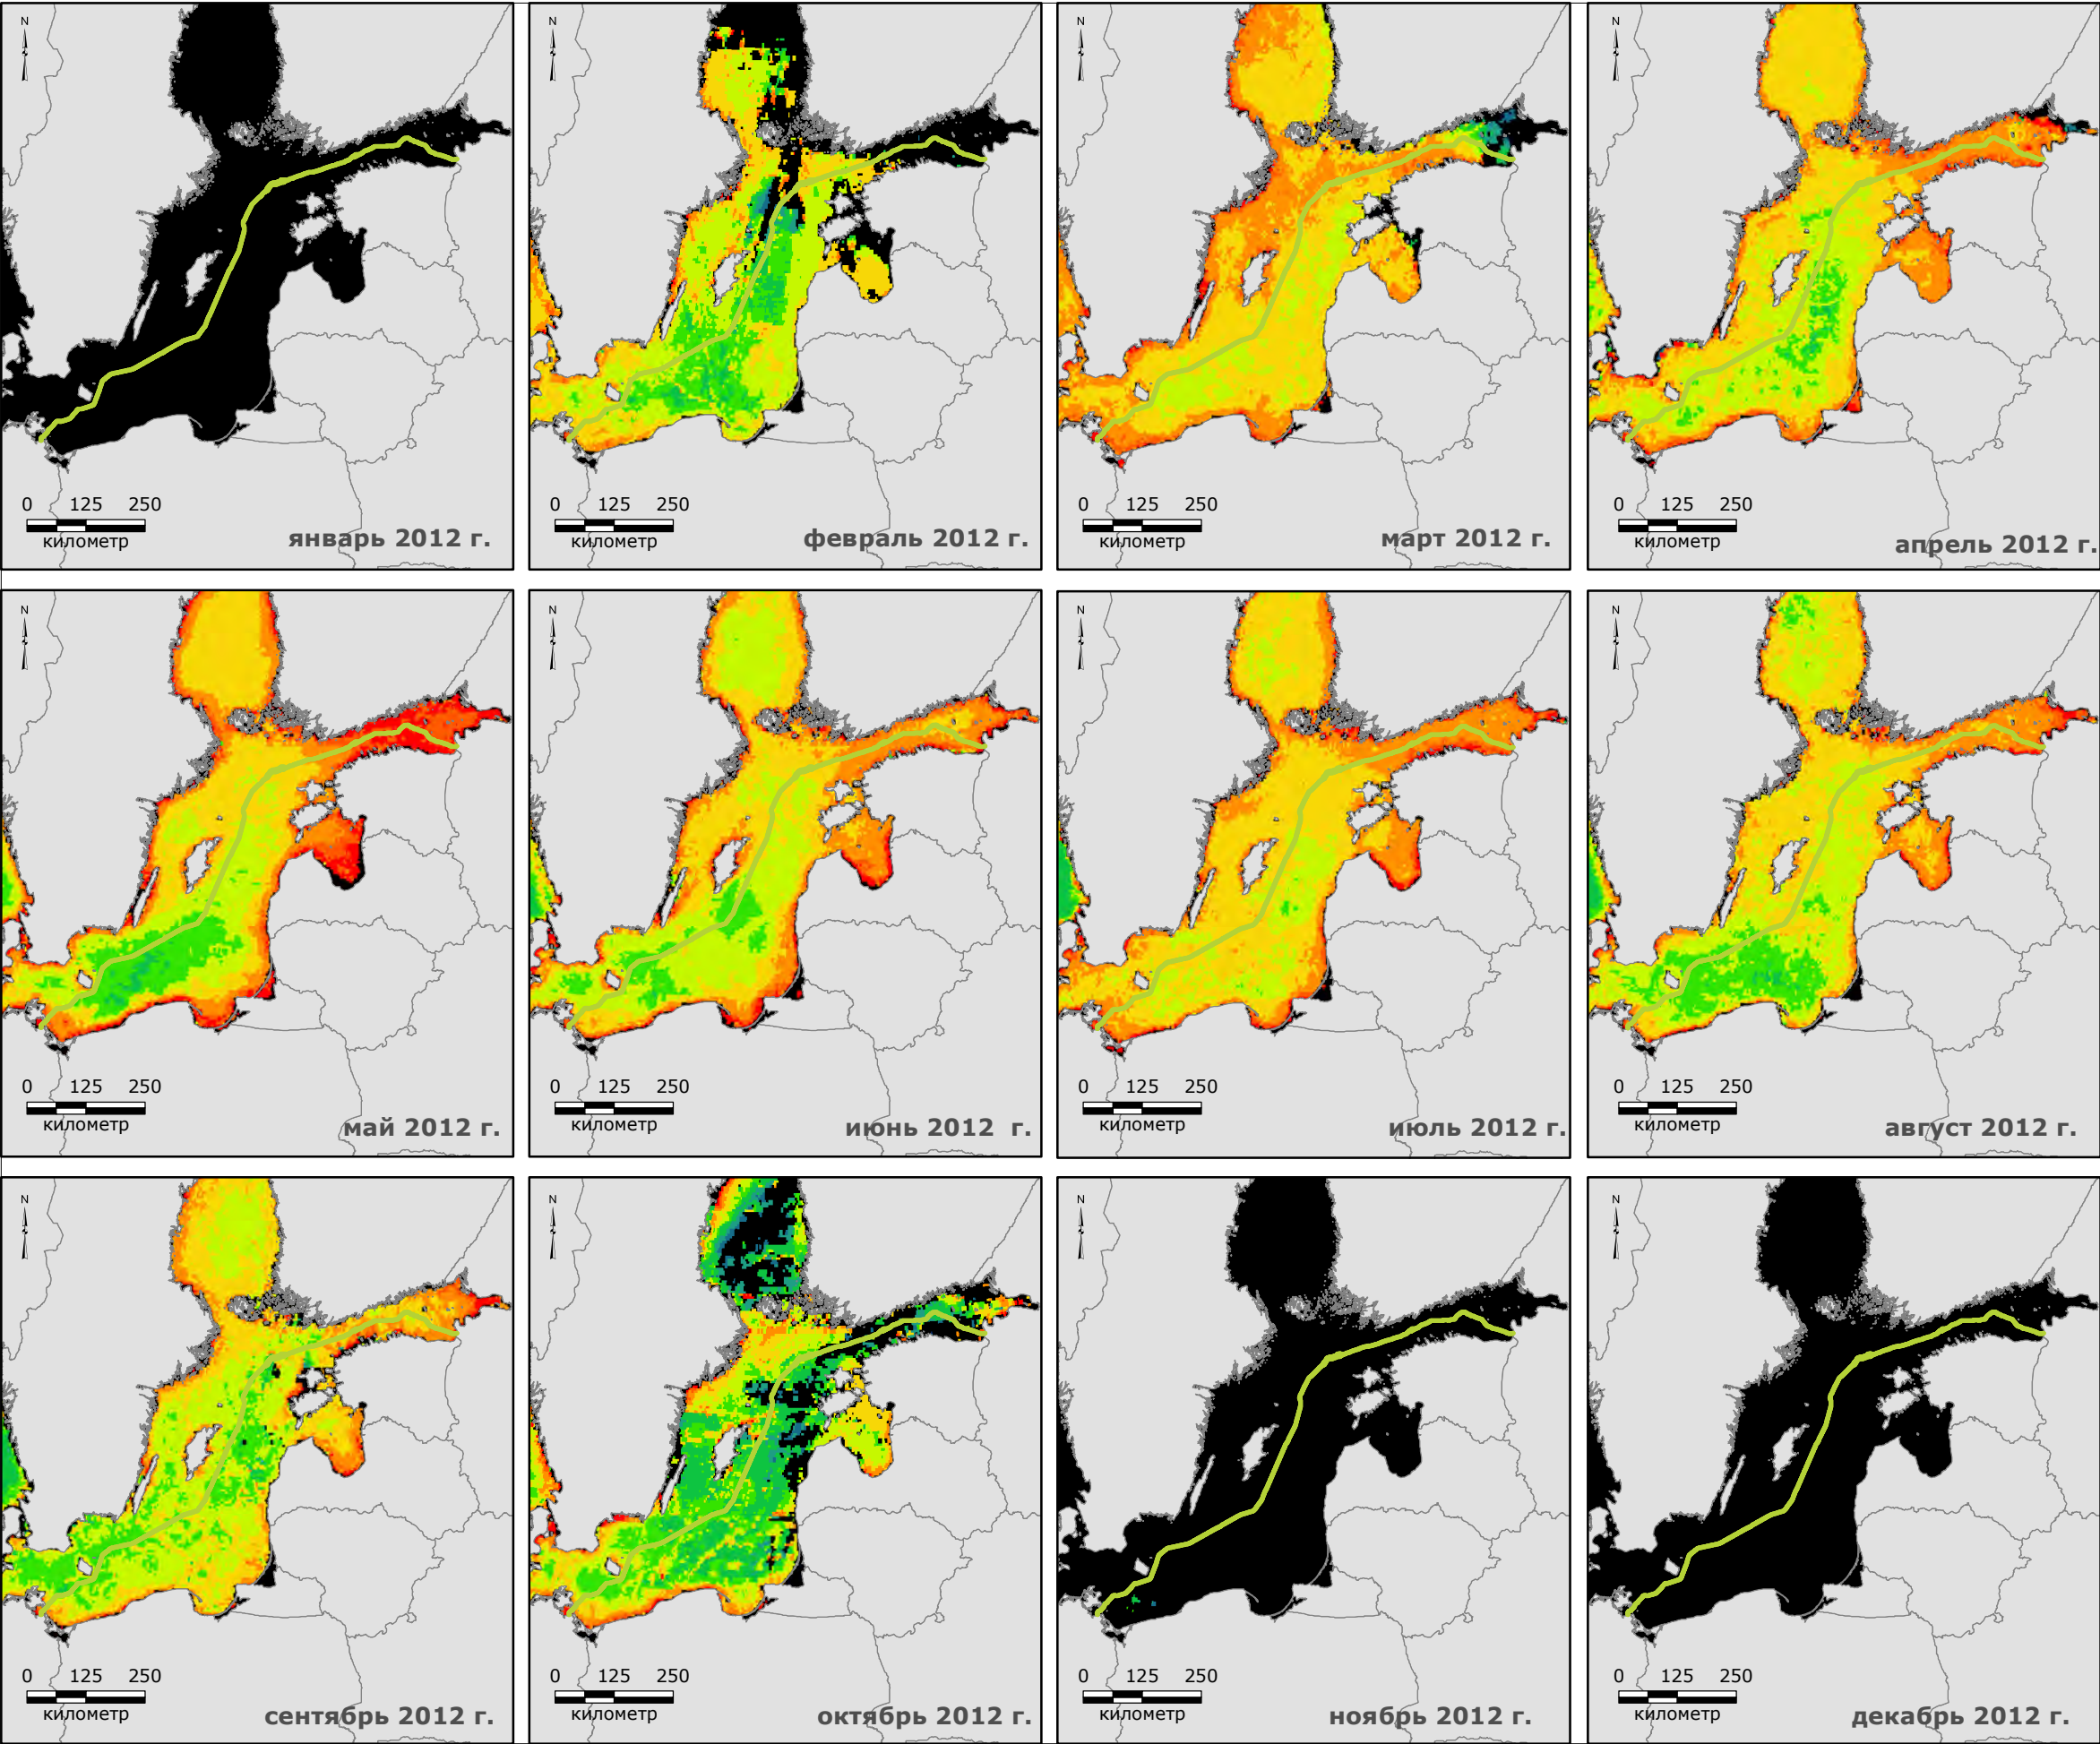 N
0 125 250
километр
январь 2012 г.
N
0 125 250
километр
февраль 2012 г.
N
0 125 250
километр
март 2012 г.
N
0 125 250
километр
апрель 2012 г.
N
0 125 250
километр
май 2012 г.
N
0 125 250
километр
июнь 2012 г.
N
0 125 250
километр
июль 2012 г.
N
0 125 250
километр
август 2012 г.
N
0 125 250
километр
сентябрь 2012 г.
N
0 125 250
километр
октябрь 2012 г.
N
0 125 250
километр
ноябрь 2012 г.
N
0 125 250
километр
декабрь 2012 г.